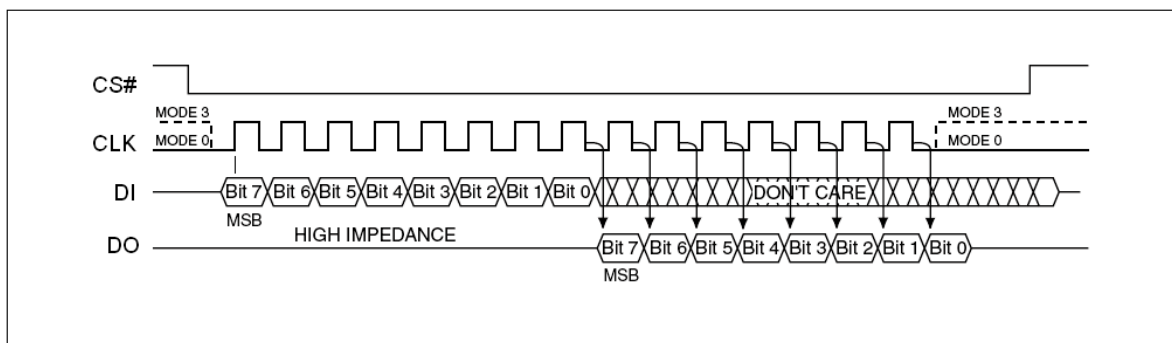 CS#
MODE 3
MODE 3
CLK
MODE 0
MODE 0
DI
Bit 7 Bit 6 Bit 5 Bit 4 Bit 3 Bit 2 Bit 1 Bit 0 DON'T CARE
MSB
HIGH IMPEDANCE
DO
Bit 7 Bit 6 Bit 5 Bit 4 Bit 3 Bit 2 Bit 1 Bit 0
MSB